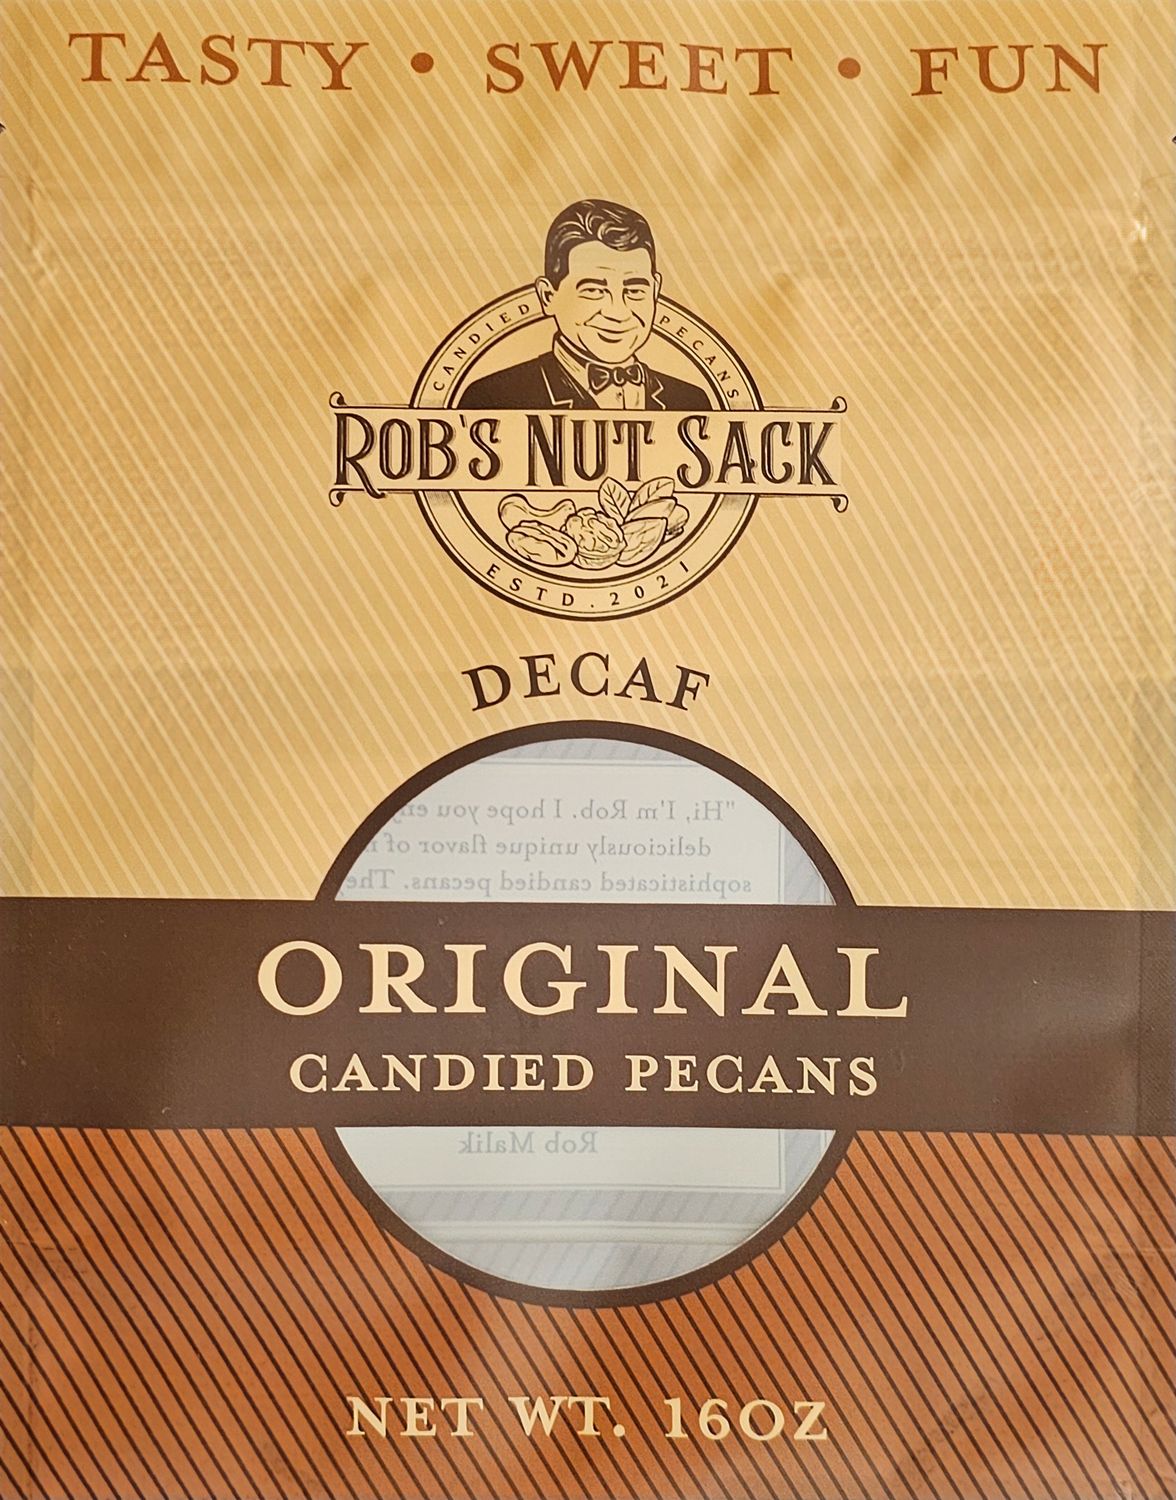 TASTY • SWEET • FUN
CANDIED PECANS
ROB'S NUT SACK
ESTD. 2021
DECAF
"Hi, I'm Rob. I hope you
deliciously unique flavor of
sophisticated candied pecans.
ORIGINAL
CANDIED PECANS
Rob Malik
NET WT. 16OZ